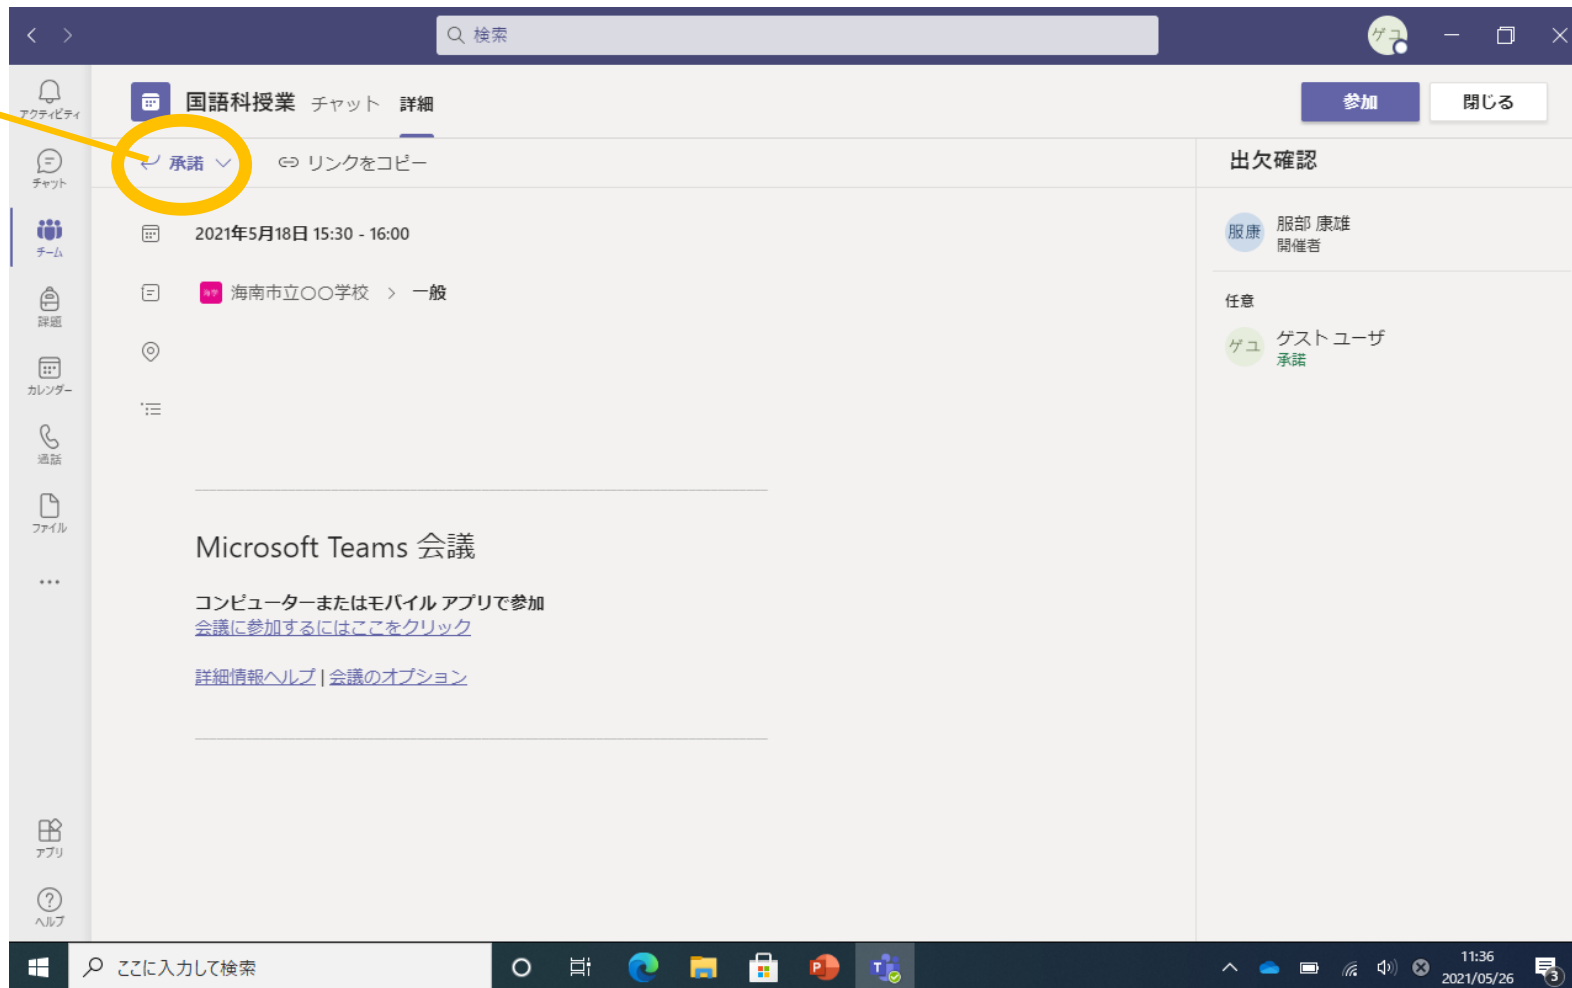 検索
ゲユ
アクティビティ
チャット
チーム
課題
カレンダー
通話
ファイル
アプリ
ヘルプ
国語科授業 チャット 詳細
参加 閉じる
承諾 リンクをコピー
2021年5月18日 15:30 - 16:00
海南市立〇〇学校 > 一般
Microsoft Teams 会議
コンピューターまたはモバイル アプリで参加
会議に参加するにはここをクリック
詳細情報ヘルプ | 会議のオプション
出欠確認
服康 服部 康雄
開催者
任意
ゲユ ゲスト ユーザ
承諾
ここに入力して検索
11:36
2021/05/26
3